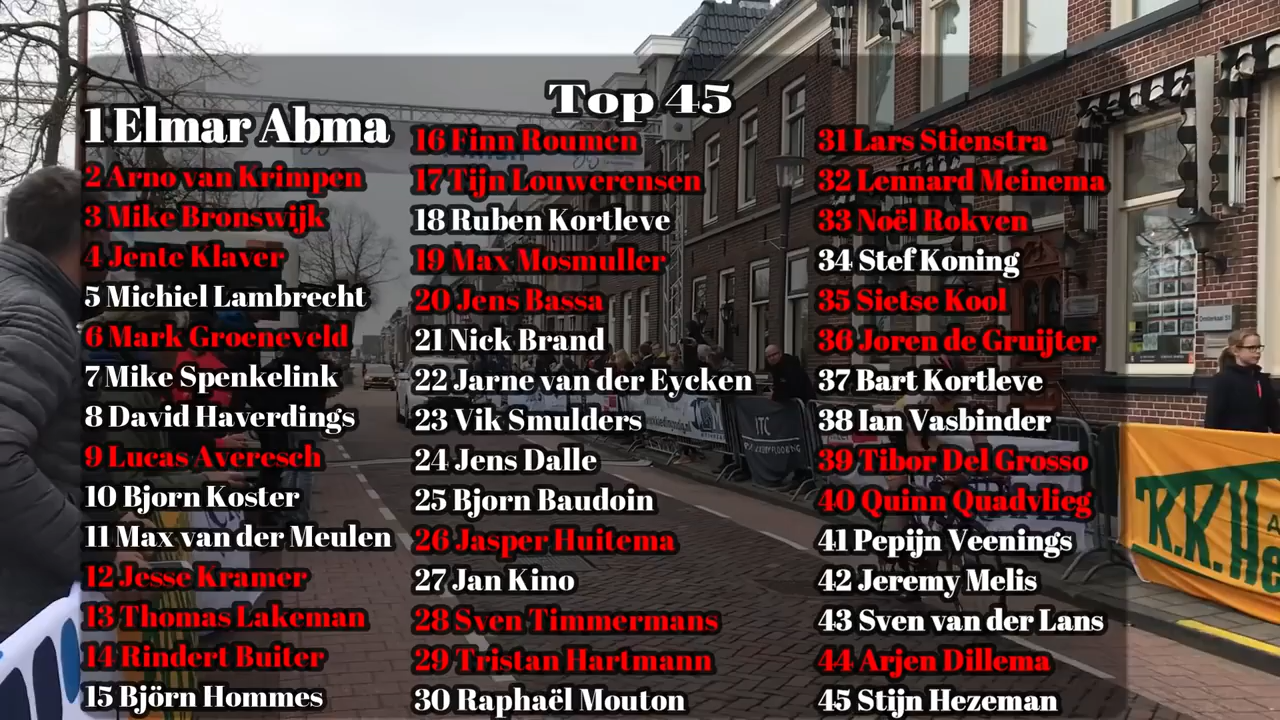 Top 45
1 Elmar Abma
2 Arno van Krimpen
3 Mike Bronswijk
4 Jente Klaver
5 Michiel Lambrecht
6 Mark Groeneveld
7 Mike Spenkelink
8 David Haverdings
9 Lucas Averesch
10 Bjorn Koster
11 Max van der Meulen
12 Jesse Kramer
13 Thomas Lakeman
14 Rindert Buiter
15 Björn Hommes
16 Finn Roumen
17 Tijn Louwerensen
18 Ruben Kortleve
19 Max Mosmuller
20 Jens Bassa
21 Nick Brand
22 Jarne van der Eycken
23 Vik Smulders
24 Jens Dalle
25 Bjorn Baudoin
26 Jasper Huitema
27 Jan Kino
28 Sven Timmermans
29 Tristan Hartmann
30 Raphaël Mouton
31 Lars Stienstra
32 Lennard Meinema
33 Noël Rokven
34 Stef Koning
35 Sietse Kool
36 Joren de Gruijter
37 Bart Kortleve
38 Ian Vasbinder
39 Tibor Del Grosso
40 Quinn Quadvlieg
41 Pepijn Veenings
42 Jeremy Melis
43 Sven van der Lans
44 Arjen Dillema
45 Stijn Hezeman
ITC
K.K.H